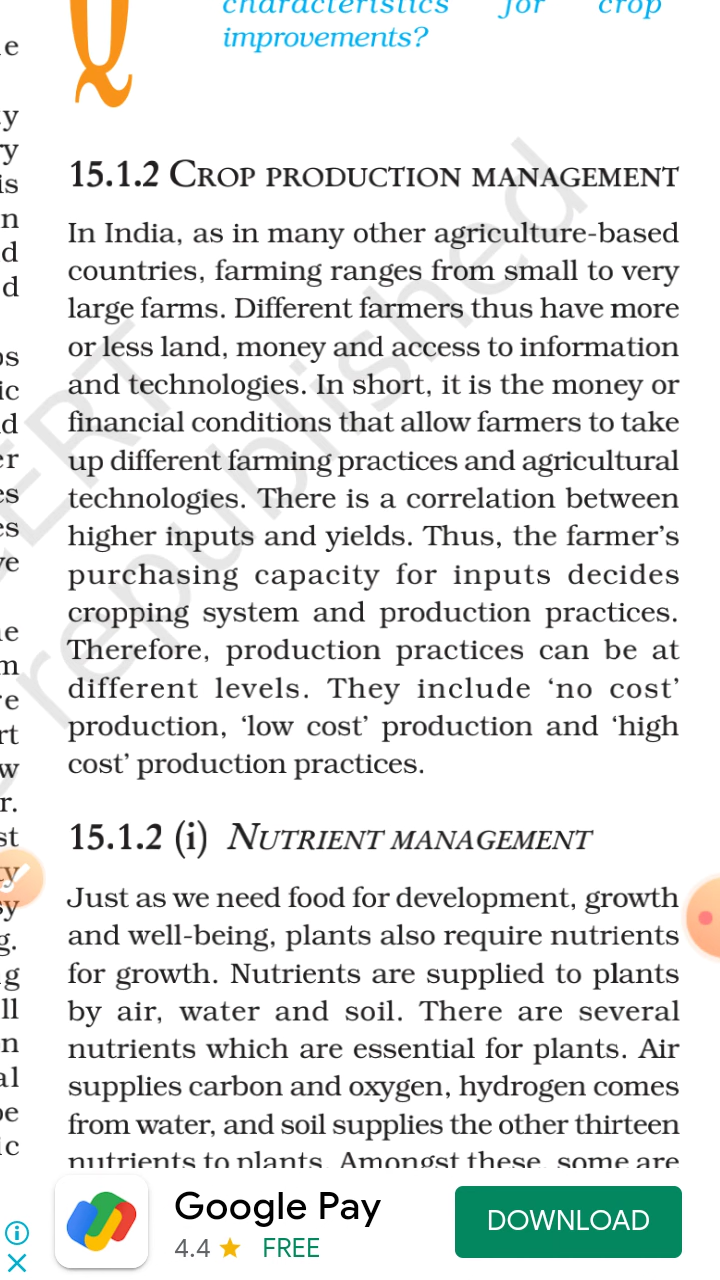 characteristics for crop
improvements?
Q
15.1.2 CROP PRODUCTION MANAGEMENT
In India, as in many other agriculture-based
countries, farming ranges from small to very
large farms. Different farmers thus have more
or less land, money and access to information
and technologies. In short, it is the money or
financial conditions that allow farmers to take
up different farming practices and agricultural
technologies. There is a correlation between
higher inputs and yields. Thus, the farmer’s
purchasing capacity for inputs decides
cropping system and production practices.
Therefore, production practices can be at
different levels. They include ‘no cost’
production, ‘low cost’ production and ‘high
cost’ production practices.
15.1.2 (i) NUTRIENT MANAGEMENT
Just as we need food for development, growth
and well-being, plants also require nutrients
for growth. Nutrients are supplied to plants
by air, water and soil. There are several
nutrients which are essential for plants. Air
supplies carbon and oxygen, hydrogen comes
from water, and soil supplies the other thirteen
nutrients to plants. Amongst these, some are
republished
Google Pay
4.4 ★ FREE
DOWNLOAD